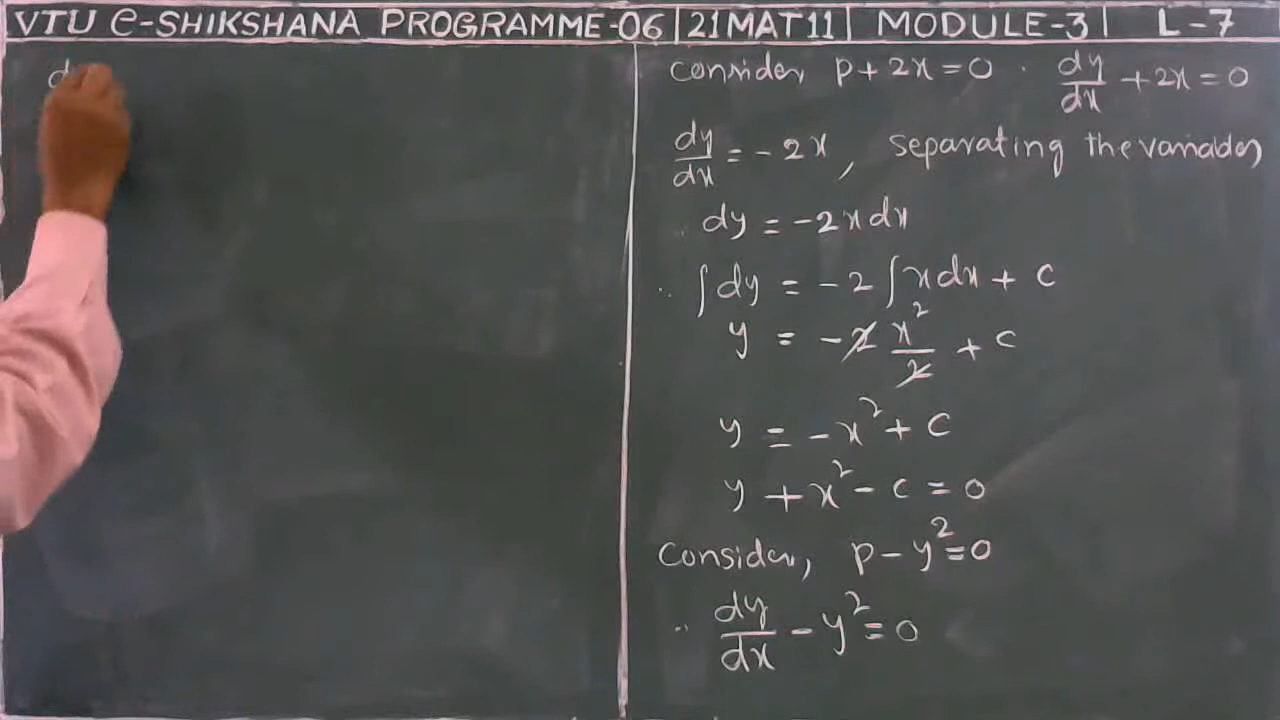 VTU e-SHIKSHANA PROGRAMME-06 | 21MAT11 | MODULE-3 | L-7
d
Consider, p + 2x = 0 . dy/dx + 2x = 0
dy/dx = -2x, separating the variables,
dy = -2x dx
∴ ∫dy = -2 ∫x dx + c
y = -2 x²/2 + c
y = -x² + c
y + x² - c = 0
Consider, p - y² = 0
∴ dy/dx - y² = 0